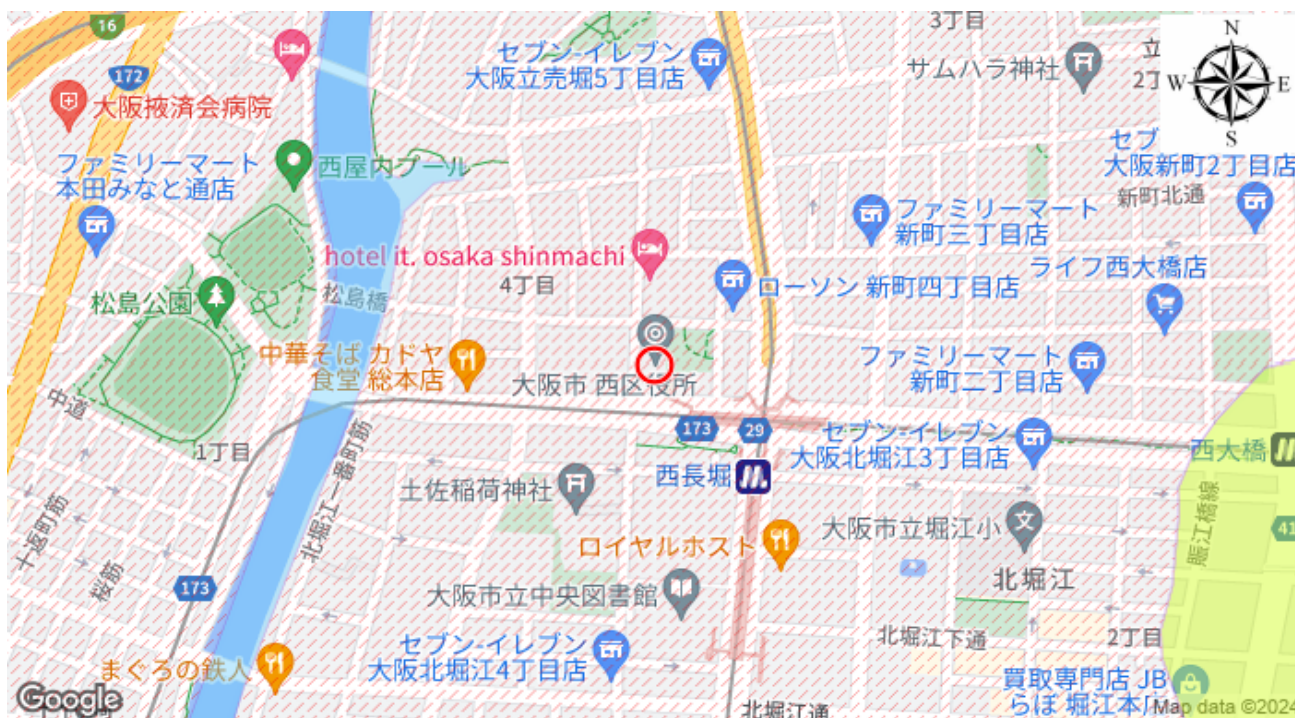 16
172
大阪掖済会病院
ファミリーマート
本田みなと通店
西屋内プール
セブン-イレブン
大阪立売堀5丁目店
3丁目
サムハラ神社
N
W
E
S
セブ
大阪新町2丁目店
新町北通
ファミリーマート
新町三丁目店
hotel it. osaka shinmachi
4丁目
ローソン 新町四丁目店
ライフ西大橋店
松島公園
松島橋
中華そば カドヤ
食堂 総本店
大阪市 西区役所
ファミリーマート
新町二丁目店
中道
1丁目
173
29
セブン-イレブン
大阪北堀江3丁目店
西大橋
西長堀
土佐稲荷神社
北堀江一番町筋
十返町筋
桜筋
173
ロイヤルホスト
大阪市立堀江小
北堀江
賑江橋線
41
大阪市立中央図書館
北堀江下通
2丁目
セブン-イレブン
大阪北堀江4丁目店
まぐろの鉄人
買取専門店 JB
らぼ 堀江本
北堀江通
Google
Map data ©2024